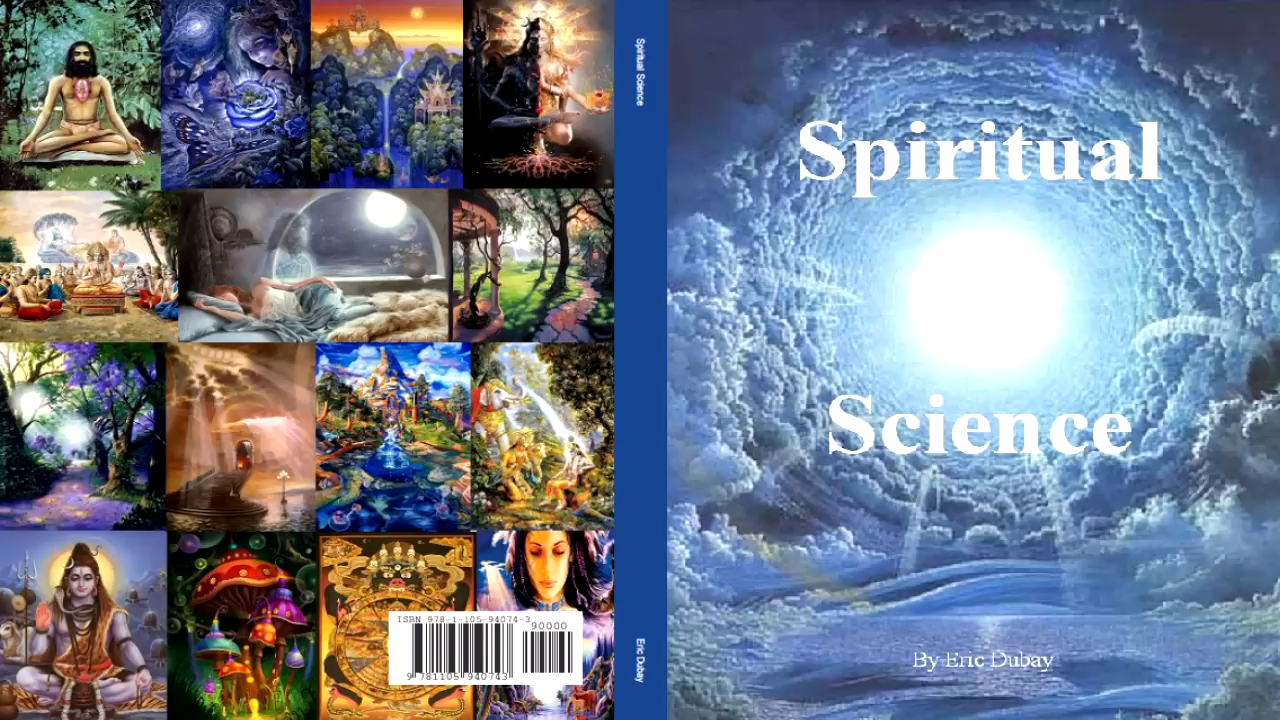 ISBN 978-1-105-94074-3
90000
9 781105 940743
Spiritual Science
Eric Dubay
Spiritual
Science
By Eric Dubay